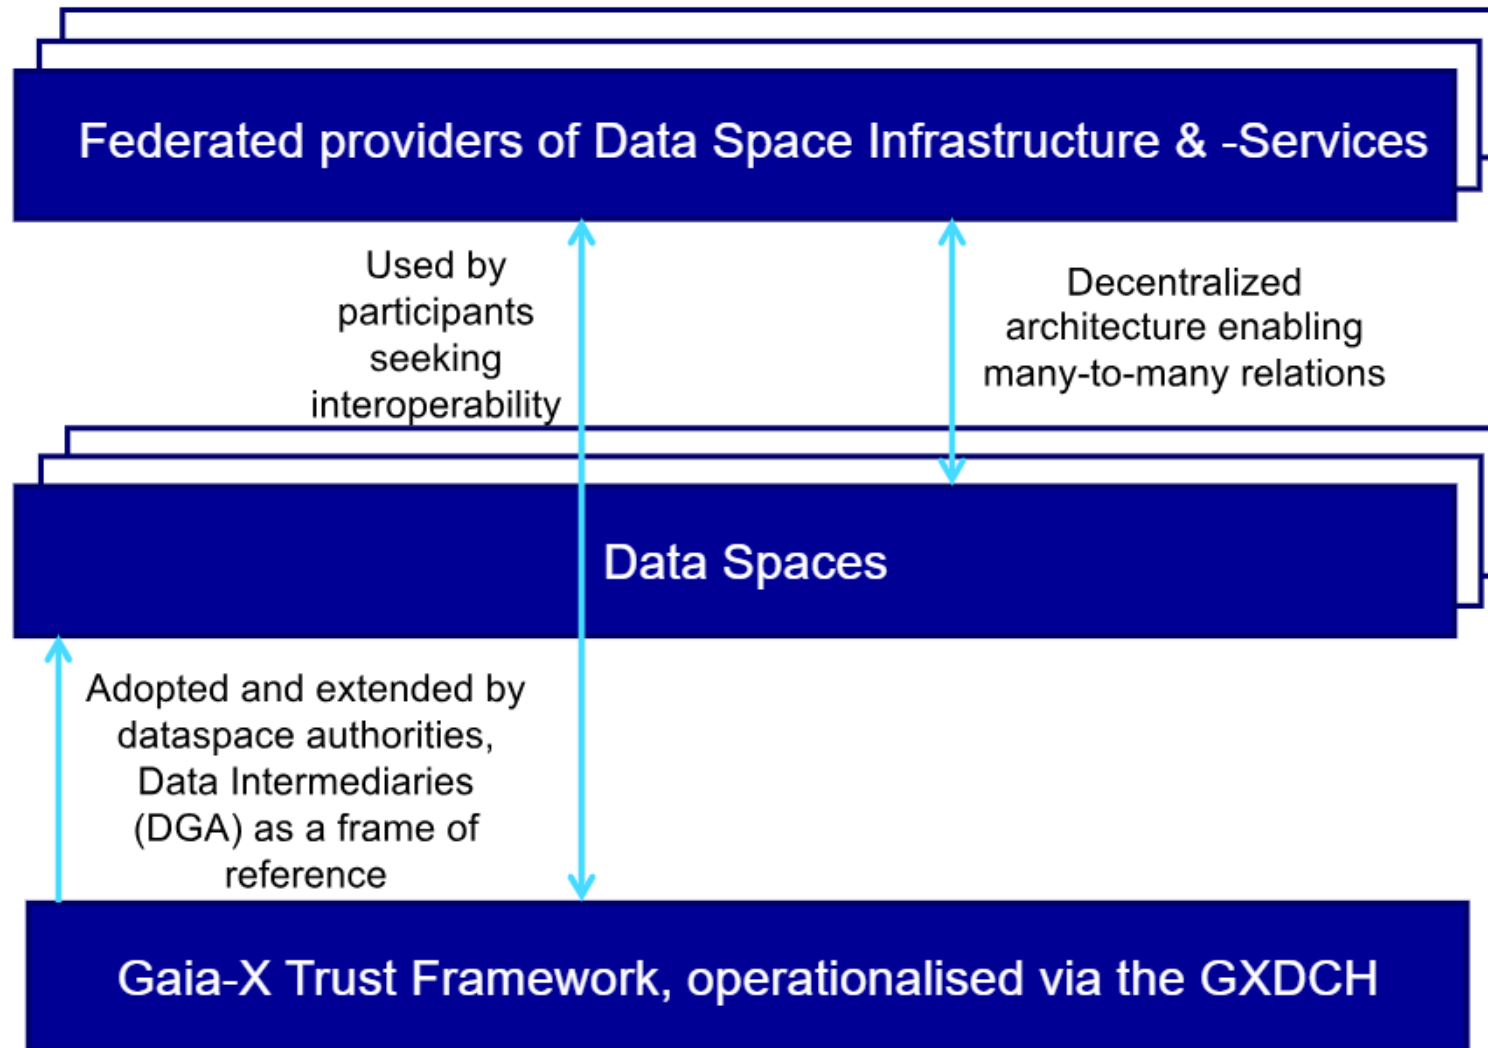 Federated providers of Data Space Infrastructure & -Services
Used by
participants
seeking
interoperability
Decentralized
architecture enabling
many-to-many relations
Data Spaces
Adopted and extended by
dataspace authorities,
Data Intermediaries
(DGA) as a frame of
reference
Gaia-X Trust Framework, operationalised via the GXDCH